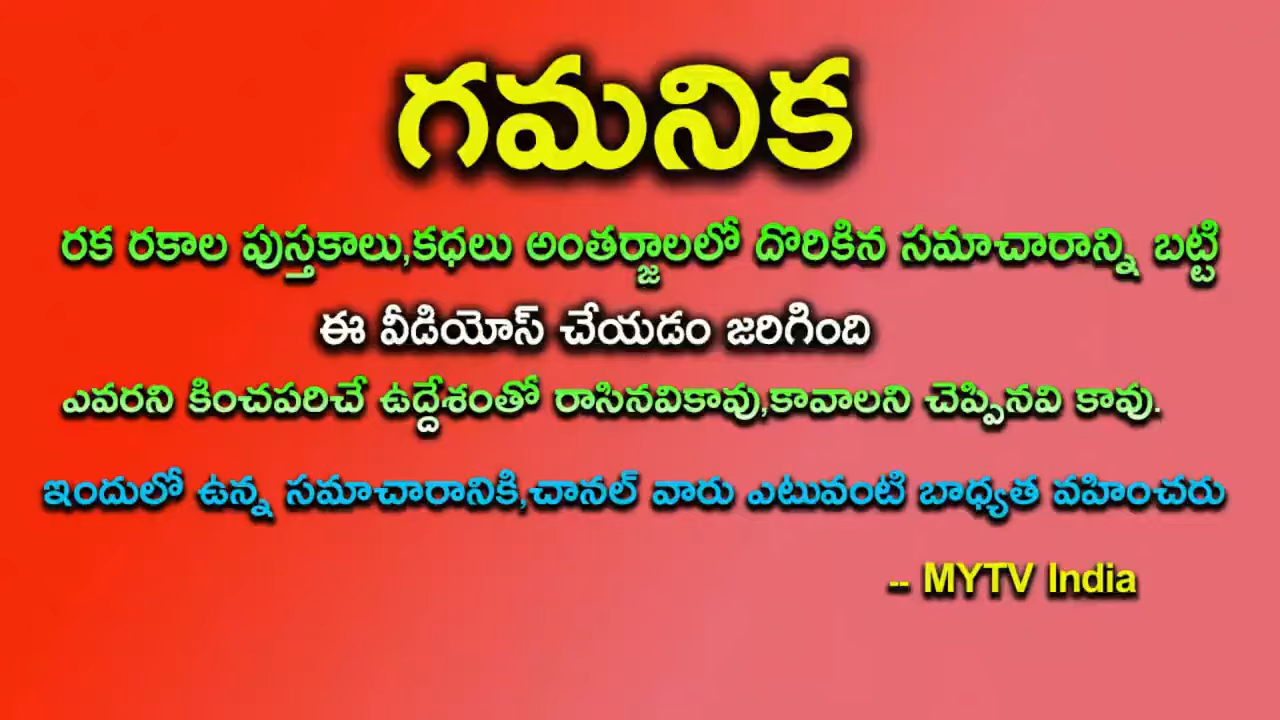 గమనిక
రక రకాల పుస్తకాలు,కధలు అంతర్జాలలో దొరికిన సమాచారాన్ని బట్టి
ఈ వీడియోస్ చేయడం జరిగింది
ఎవరని కించపరిచే ఉద్దేశంతో రాసినవికావు,కావాలని చెప్పినవి కావు.
ఇందులో ఉన్న సమాచారానికి,చానల్ వారు ఎటువంటి బాధ్యత వహించరు
-- MYTV India